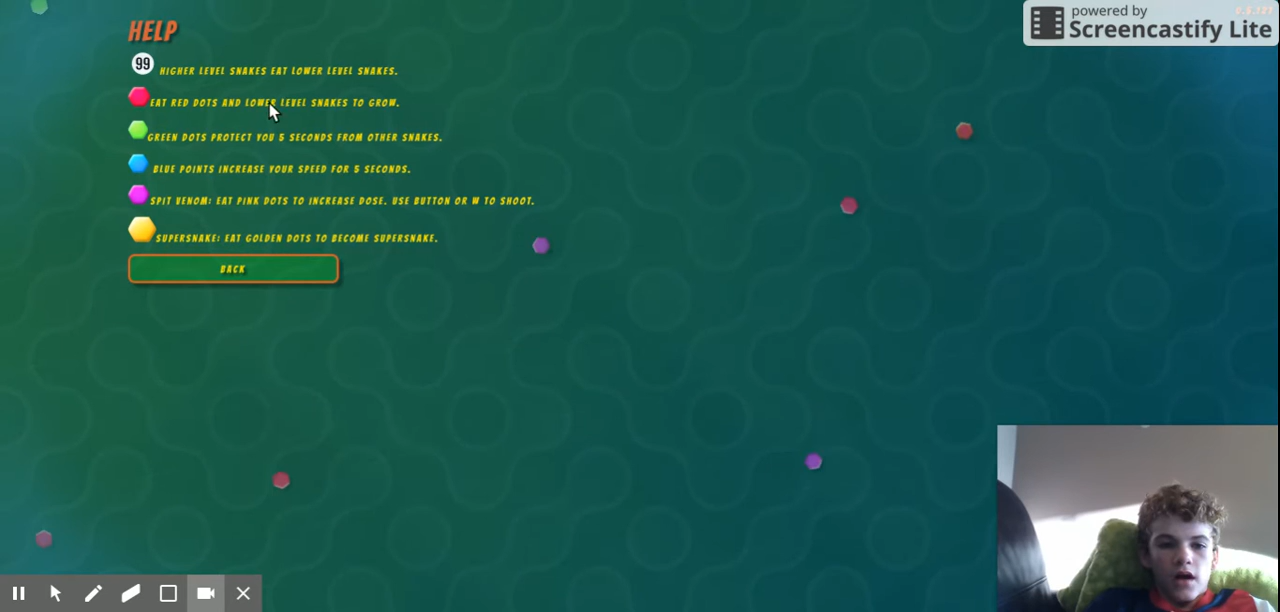 powered by
Screencastify Lite
HELP
99 HIGHER LEVEL SNAKES EAT LOWER LEVEL SNAKES.
EAT RED DOTS AND LOWER LEVEL SNAKES TO GROW.
GREEN DOTS PROTECT YOU 5 SECONDS FROM OTHER SNAKES.
BLUE POINTS INCREASE YOUR SPEED FOR 5 SECONDS.
SPIT VENOM: EAT PINK DOTS TO INCREASE DOSE. USE BUTTON OR W TO SHOOT.
SUPERSNAKE: EAT GOLDEN DOTS TO BECOME SUPERSNAKE.
BACK